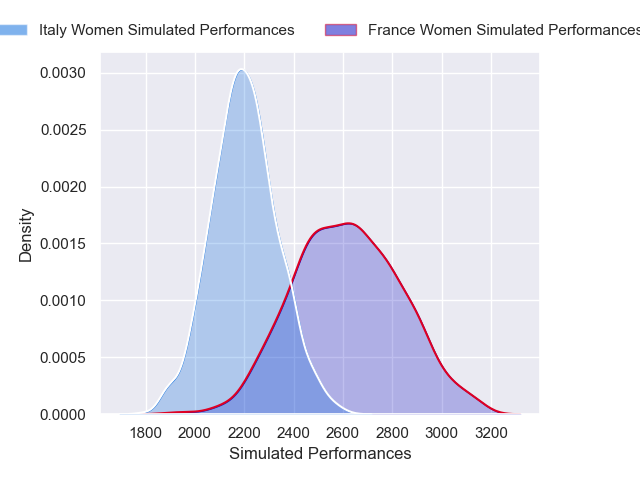 Italy Women Simulated Performances France Women Simulated Performances
0.0030
0.0025
0.0020
0.0015
0.0010
0.0005
0.0000
Density
1800 2000 2200 2400 2600 2800 3000 3200
Simulated Performances